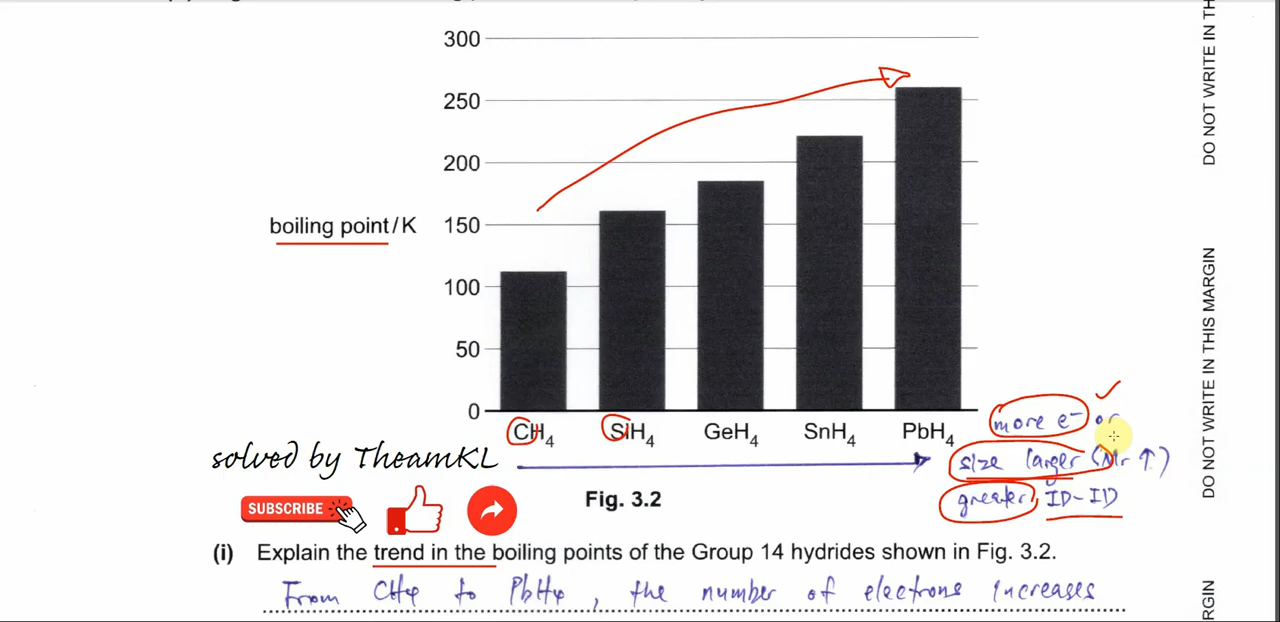 300
250
200
boiling point/K 150
100
50
0
CH4 SiH4 GeH4 SnH4 PbH4
more e- or
size larger (Mr ↑)
greater ID-ID
solved by TheamKL
SUBSCRIBE
Fig. 3.2
(i) Explain the trend in the boiling points of the Group 14 hydrides shown in Fig. 3.2.
From CH4 to PbH4, the number of electrons increases
DO NOT WRITE IN TH
DO NOT WRITE IN THIS MARGIN
RGIN